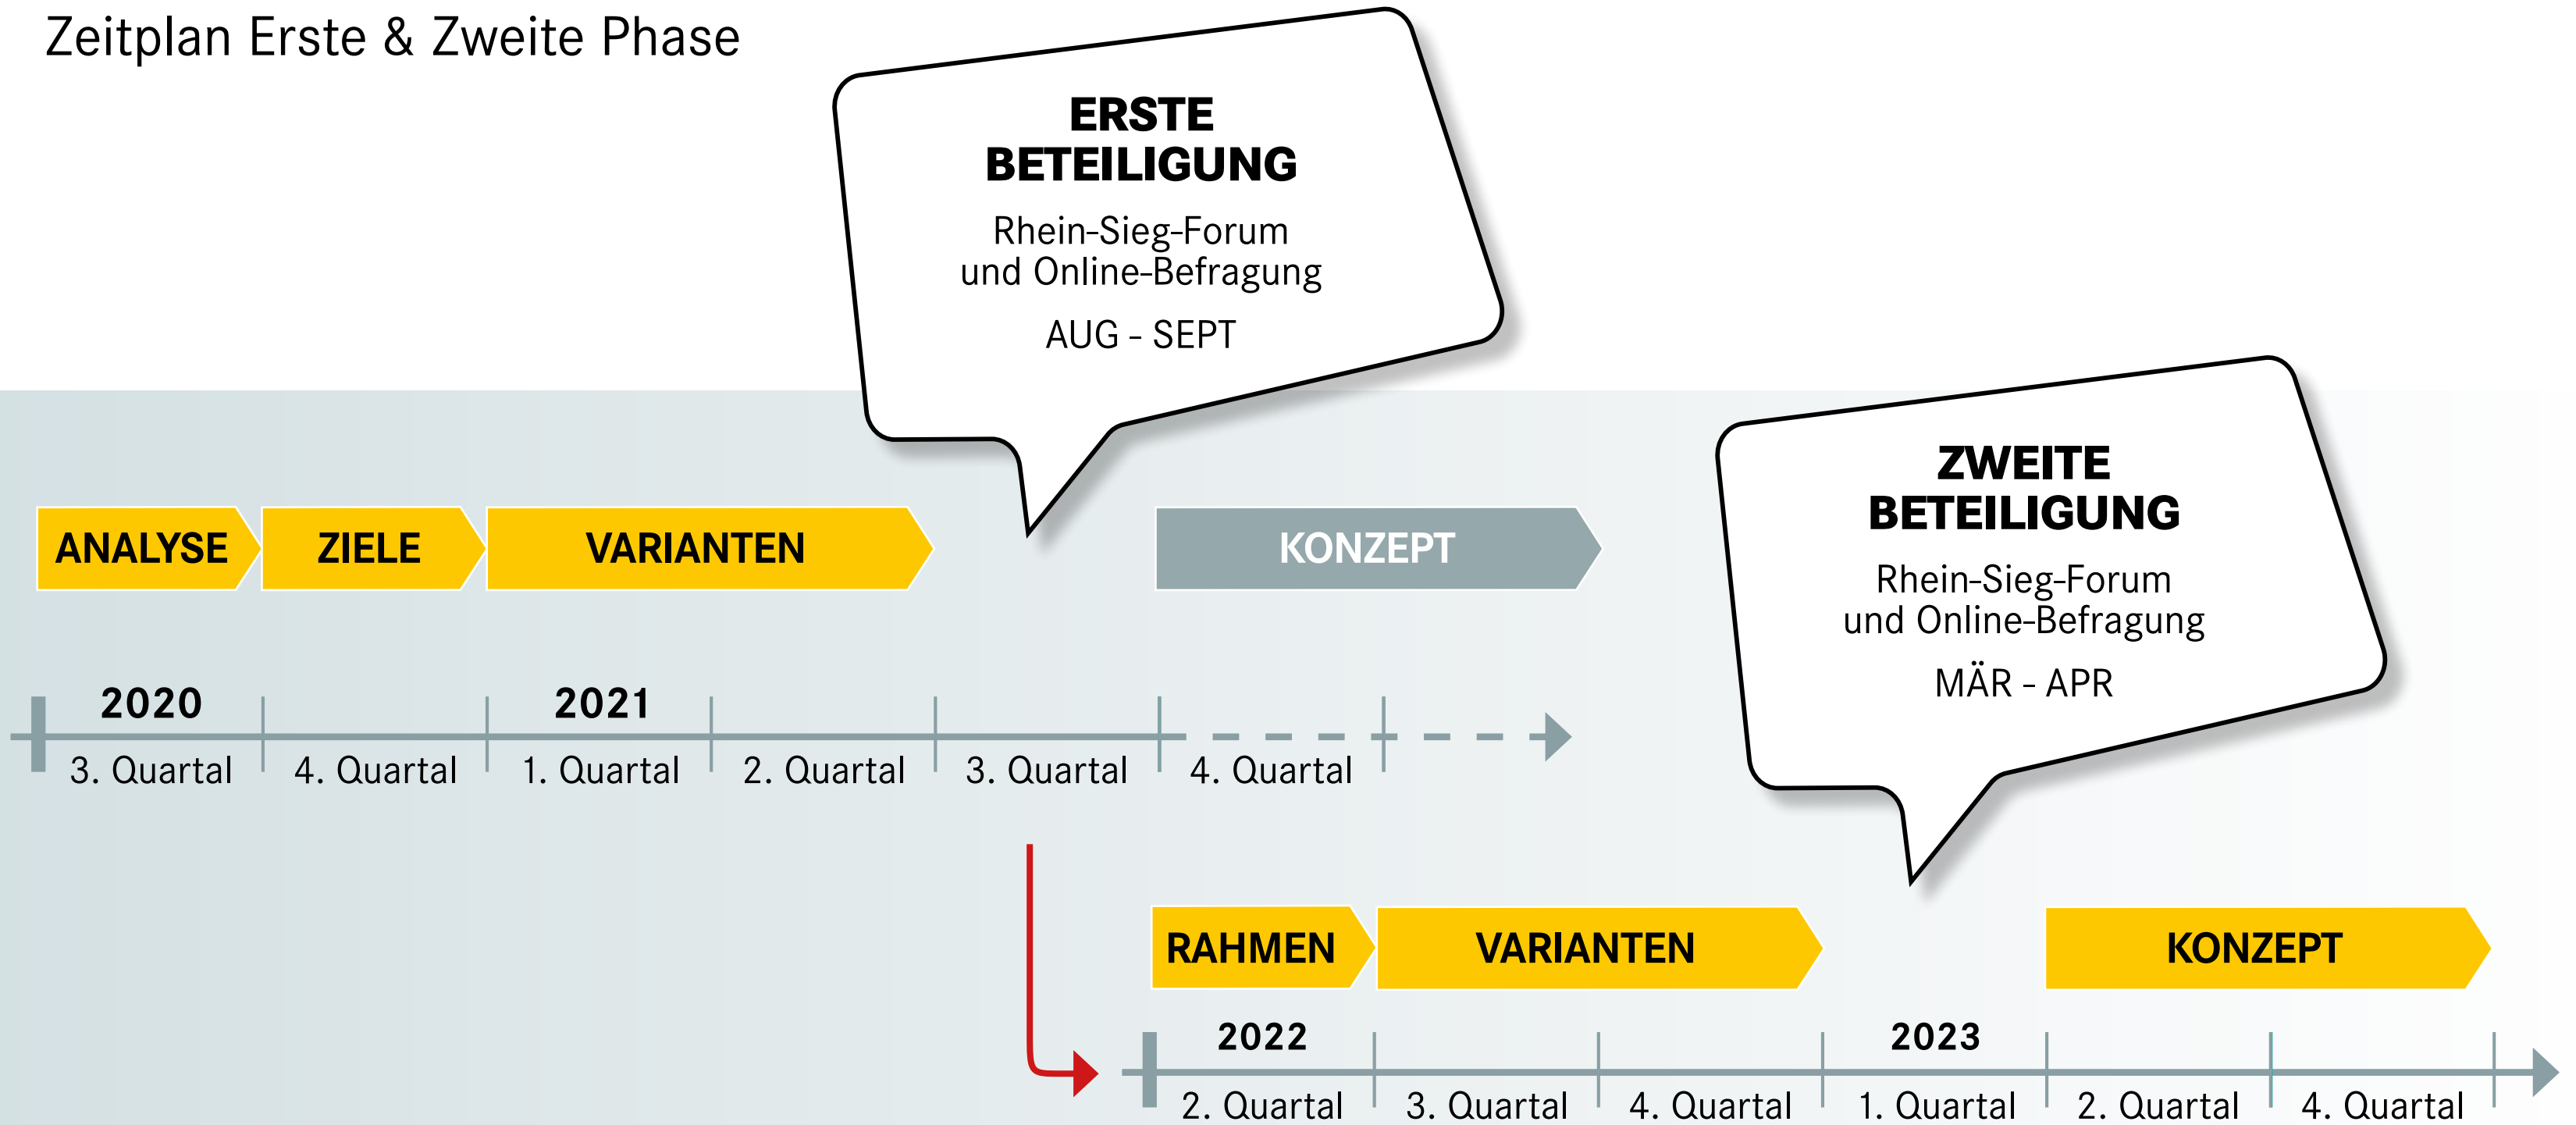 Zeitplan Erste & Zweite Phase
ERSTE
BETEILIGUNG
Rhein-Sieg-Forum
und Online-Befragung
AUG - SEPT
ZWEITE
BETEILIGUNG
Rhein-Sieg-Forum
und Online-Befragung
MÄR - APR
ANALYSE ZIELE VARIANTEN KONZEPT
2020 2021
3. Quartal 4. Quartal 1. Quartal 2. Quartal 3. Quartal 4. Quartal
RAHMEN VARIANTEN KONZEPT
2022 2023
2. Quartal 3. Quartal 4. Quartal 1. Quartal 2. Quartal 4. Quartal